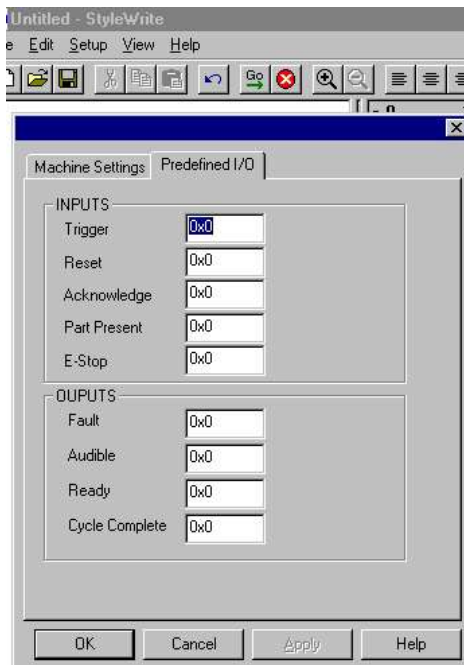 Untitled - StyleWrite
e Edit Setup View Help
Go
Machine Settings Predefined I/O
INPUTS
Trigger 0x0
Reset 0x0
Acknowledge 0x0
Part Present 0x0
E-Stop 0x0
OUPUTS
Fault 0x0
Audible 0x0
Ready 0x0
Cycle Complete 0x0
OK Cancel Apply Help